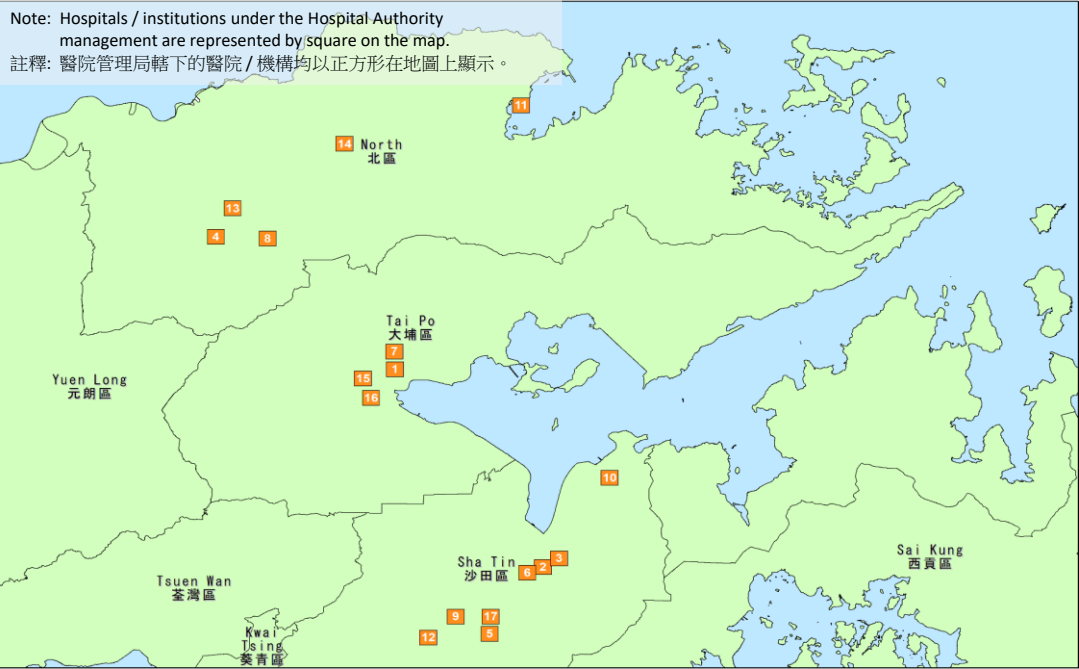 Note: Hospitals / institutions under the Hospital Authority
management are represented by square on the map.
註釋: 醫院管理局轄下的醫院 / 機構均以正方形在地圖上顯示。
11
14
North
北區
13
4
8
Tai Po
大埔區
7
1
15
16
Yuen Long
元朗區
10
Sha Tin
沙田區
3
2
6
Sai Kung
西貢區
Tsuen Wan
荃灣區
9
17
5
12
Kwai
Tsing
葵青區